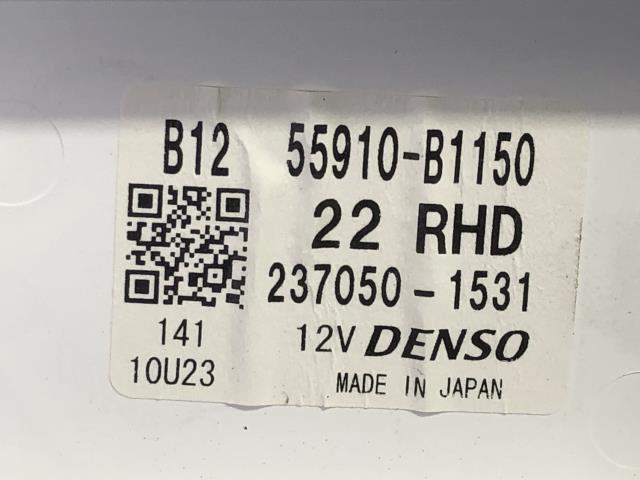 B12 55910-B1150
22 RHD
237050-1531
141 12V DENSO
10U23 MADE IN JAPAN